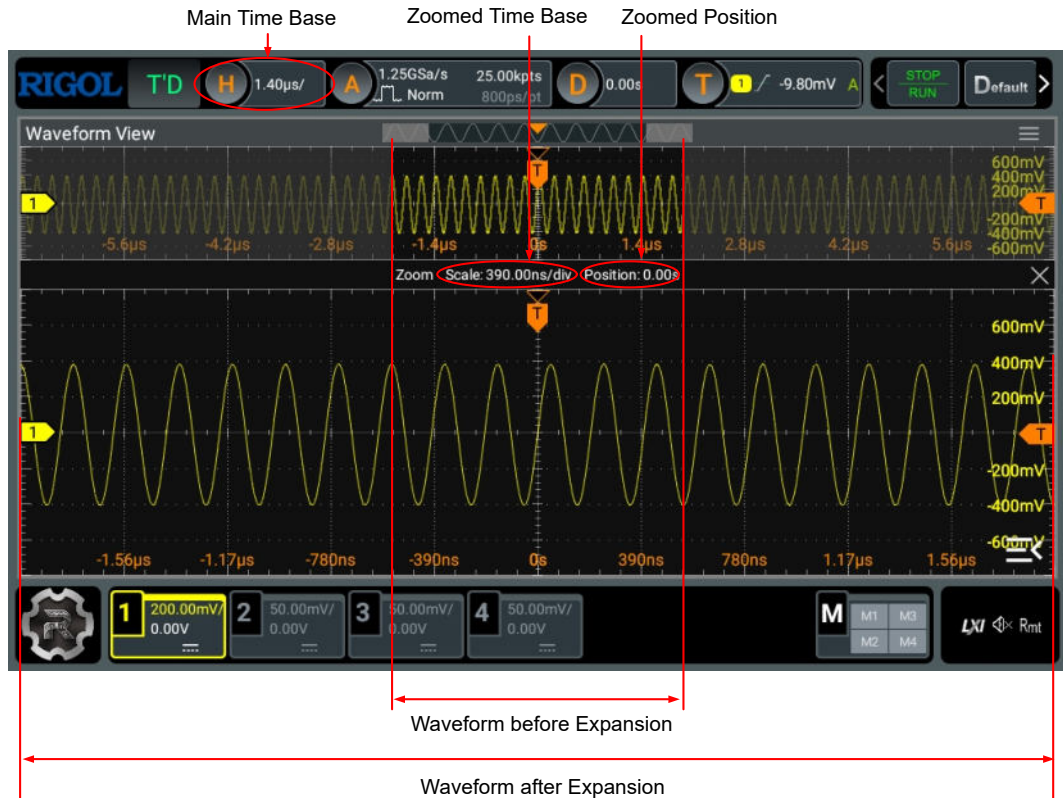 Main Time Base
Zoomed Time Base
Zoomed Position
RIGOL
T'D
H
1.40μs/
A
1.25GSa/s
Norm
25.00kpts
800ps/pt
D
0.00s
T
1
-9.80mV
A
STOP
RUN
Default
Waveform View
T
600mV
400mV
200mV
1
T
-200mV
-400mV
-600mV
-5.6μs -4.2μs -2.8μs -1.4μs 0s 1.4μs 2.8μs 4.2μs 5.6μs
Zoom Scale: 390.00ns/div Position: 0.00s
T
600mV
400mV
200mV
1
T
-200mV
-400mV
-600mV
-1.56μs -1.17μs -780ns -390ns 0s 390ns 780ns 1.17μs 1.56μs
R
1
200.00mV/
0.00V
2
50.00mV/
0.00V
3
50.00mV/
0.00V
4
50.00mV/
0.00V
M
M1 M3
M2 M4
LXI
Rmt
Waveform before Expansion
Waveform after Expansion